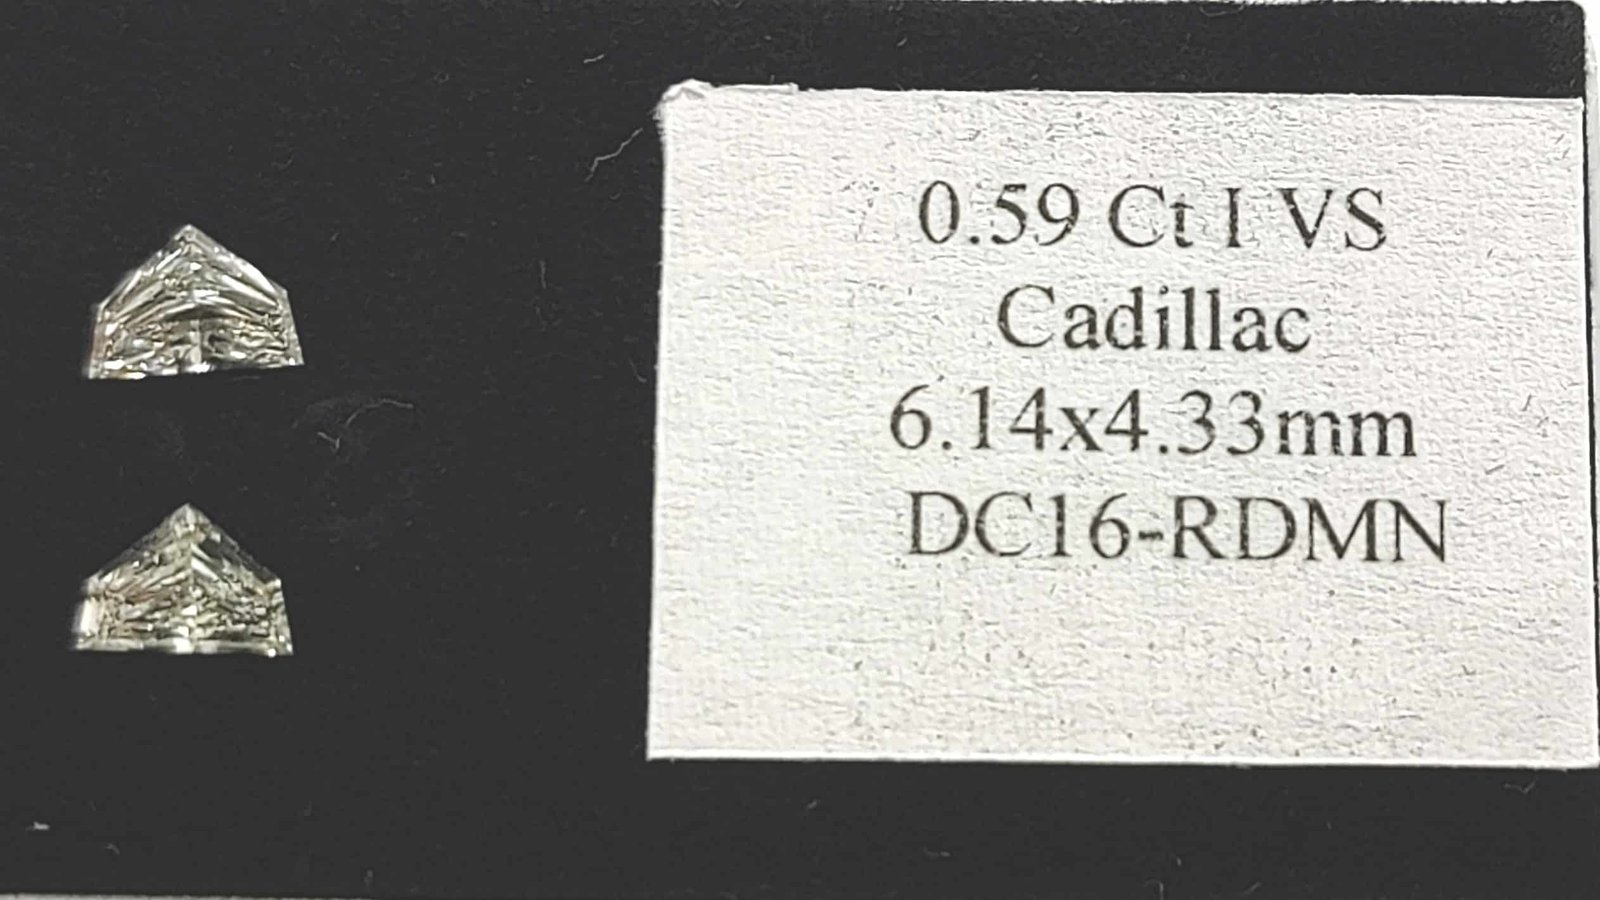 0.59 Ct I VS
Cadillac
6.14x4.33mm
DC16-RDMN